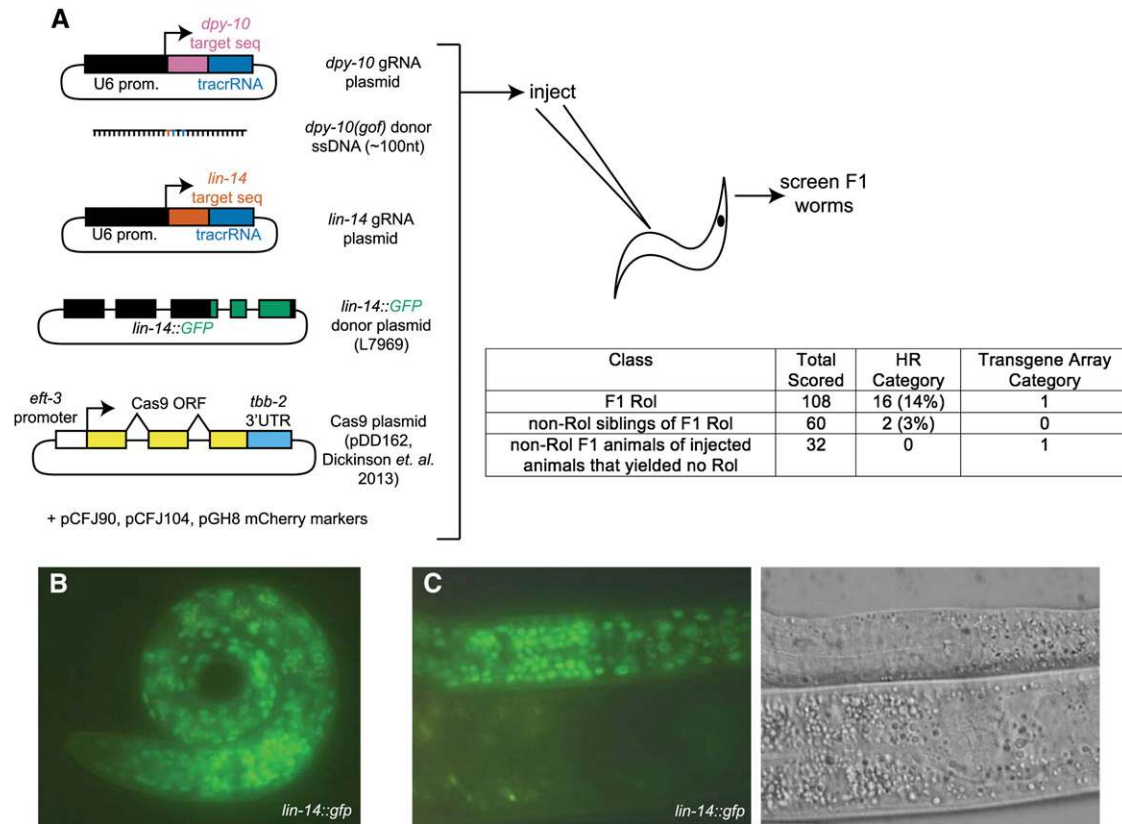 A
dpy-10
target seq
U6 prom.
tracrRNA
dpy-10 gRNA
plasmid
dpy-10(gof) donor
ssDNA (~100nt)
lin-14
target seq
U6 prom.
tracrRNA
lin-14 gRNA
plasmid
lin-14::GFP
lin-14::GFP
donor plasmid
(L7969)
eft-3
promoter
Cas9 ORF
tbb-2
3'UTR
Cas9 plasmid
(pDD162,
Dickinson et. al.
2013)
+ pCFJ90, pCFJ104, pGH8 mCherry markers
inject
screen F1
worms
Class Total Scored HR Category Transgene Array Category
F1 Rol 108 16 (14%) 1
non-Rol siblings of F1 Rol 60 2 (3%) 0
non-Rol F1 animals of injected animals that yielded no Rol 32 0 1
B
lin-14::gfp
C
lin-14::gfp